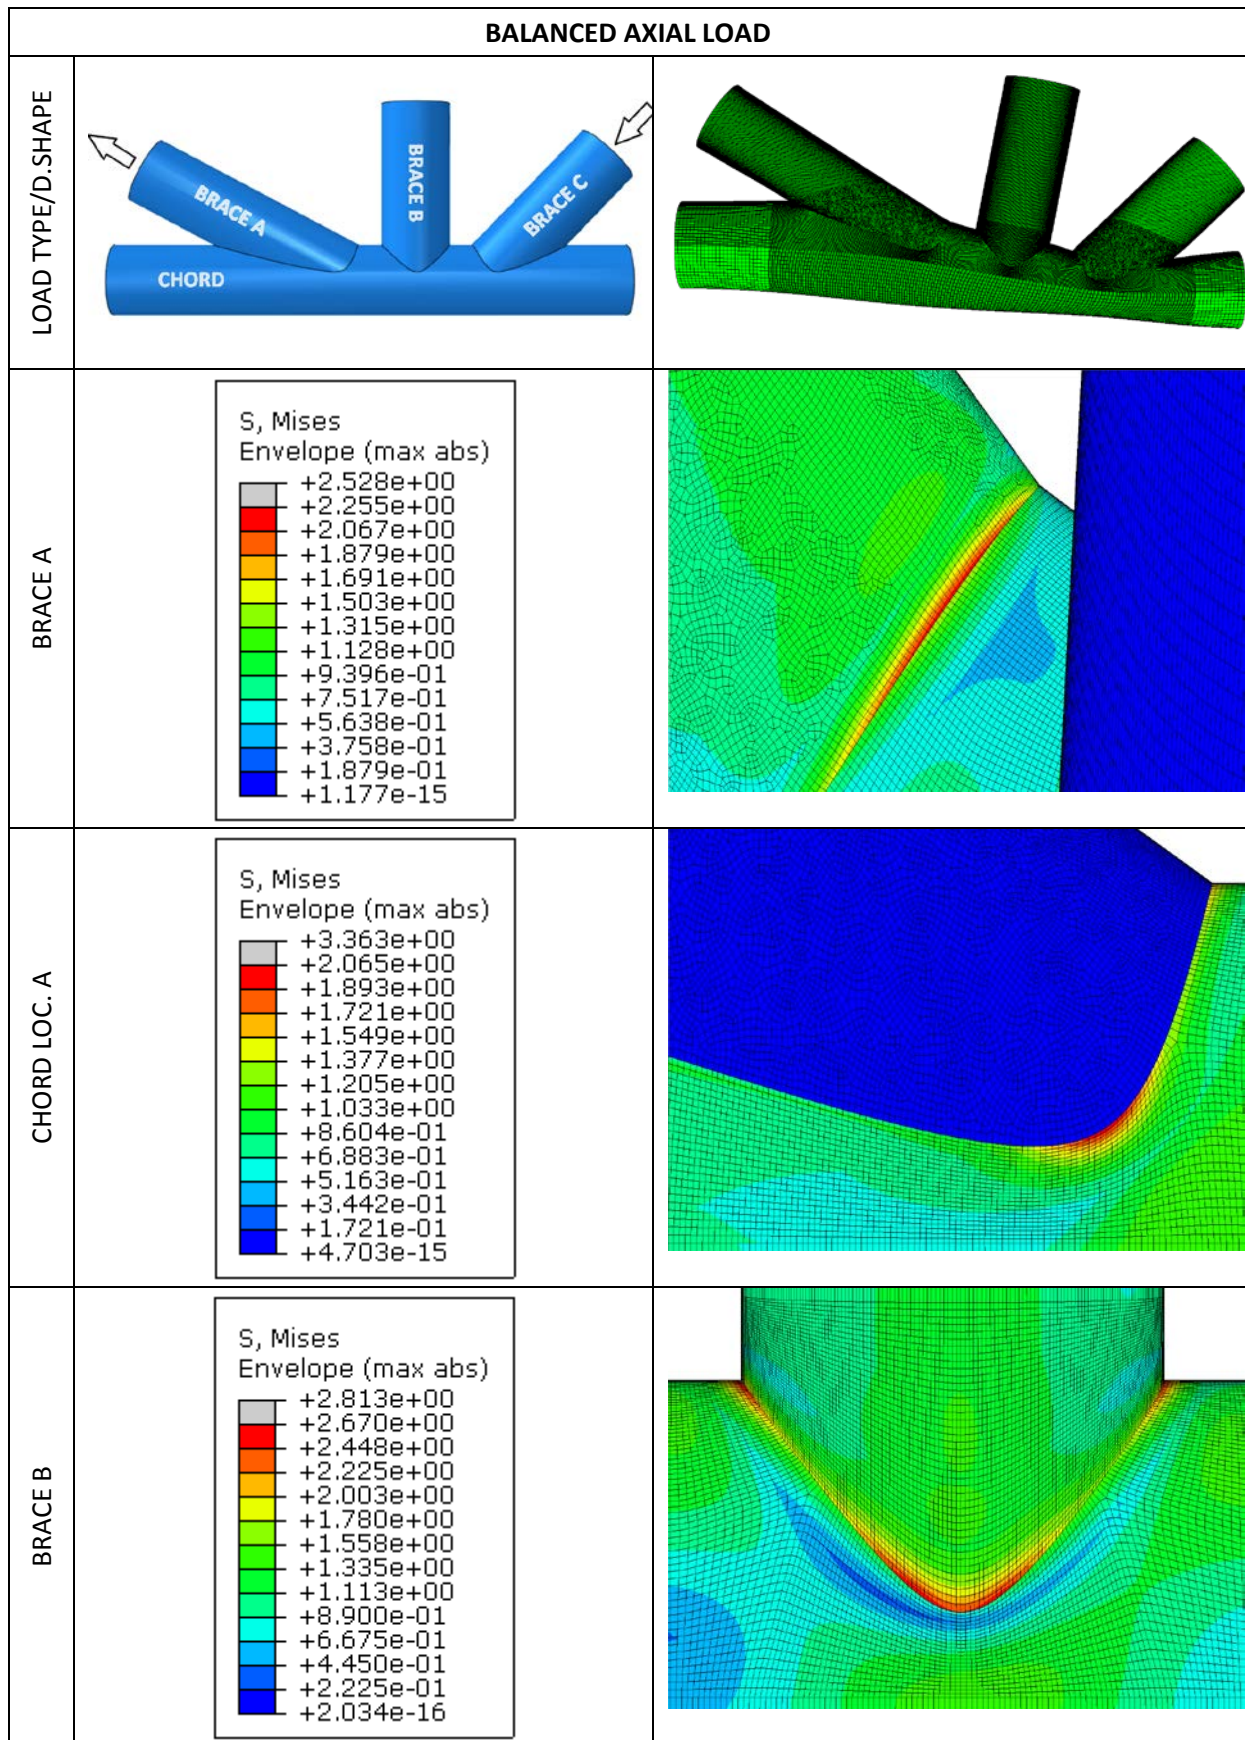 BALANCED AXIAL LOAD
LOAD TYPE/D.SHAPE
BRACE A
BRACE B
BRACE C
CHORD
BRACE A
S, Mises
Envelope (max abs)
+2.528e+00
+2.255e+00
+2.067e+00
+1.879e+00
+1.691e+00
+1.503e+00
+1.315e+00
+1.128e+00
+9.396e-01
+7.517e-01
+5.638e-01
+3.758e-01
+1.879e-01
+1.177e-15
CHORD LOC. A
S, Mises
Envelope (max abs)
+3.363e+00
+2.065e+00
+1.893e+00
+1.721e+00
+1.549e+00
+1.377e+00
+1.205e+00
+1.033e+00
+8.604e-01
+6.883e-01
+5.163e-01
+3.442e-01
+1.721e-01
+4.703e-15
BRACE B
S, Mises
Envelope (max abs)
+2.813e+00
+2.670e+00
+2.448e+00
+2.225e+00
+2.003e+00
+1.780e+00
+1.558e+00
+1.335e+00
+1.113e+00
+8.900e-01
+6.675e-01
+4.450e-01
+2.225e-01
+2.034e-16